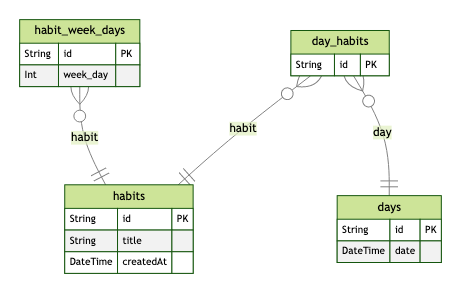 habit_week_days
String id PK
Int week_day
day_habits
String id PK
habit
habit
day
habits
String id PK
String title
DateTime createdAt
days
String id PK
DateTime date